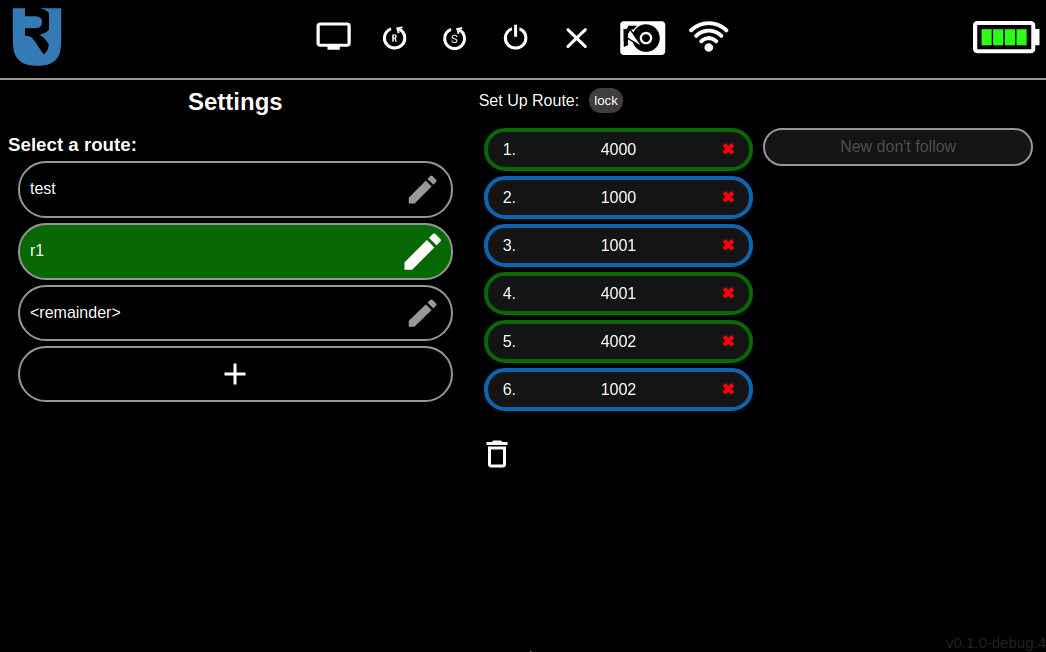 R
S
Settings
Set Up Route: lock
Select a route:
test
r1
<remainder>
1. 4000 ✖
2. 1000 ✖
3. 1001 ✖
4. 4001 ✖
5. 4002 ✖
6. 1002 ✖
New don't follow
v0.1.0-debug.4